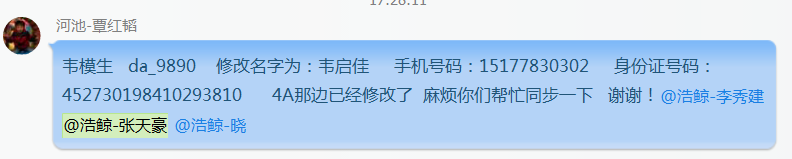 17:28:11
河池-覃红韬
韦模生 da_9890 修改名字为：韦启佳 手机号码：15177830302 身份证号码：
452730198410293810 4A那边已经修改了 麻烦你们帮忙同步一下 谢谢！@浩鲸-李秀建
@浩鲸-张天豪 @浩鲸-晓